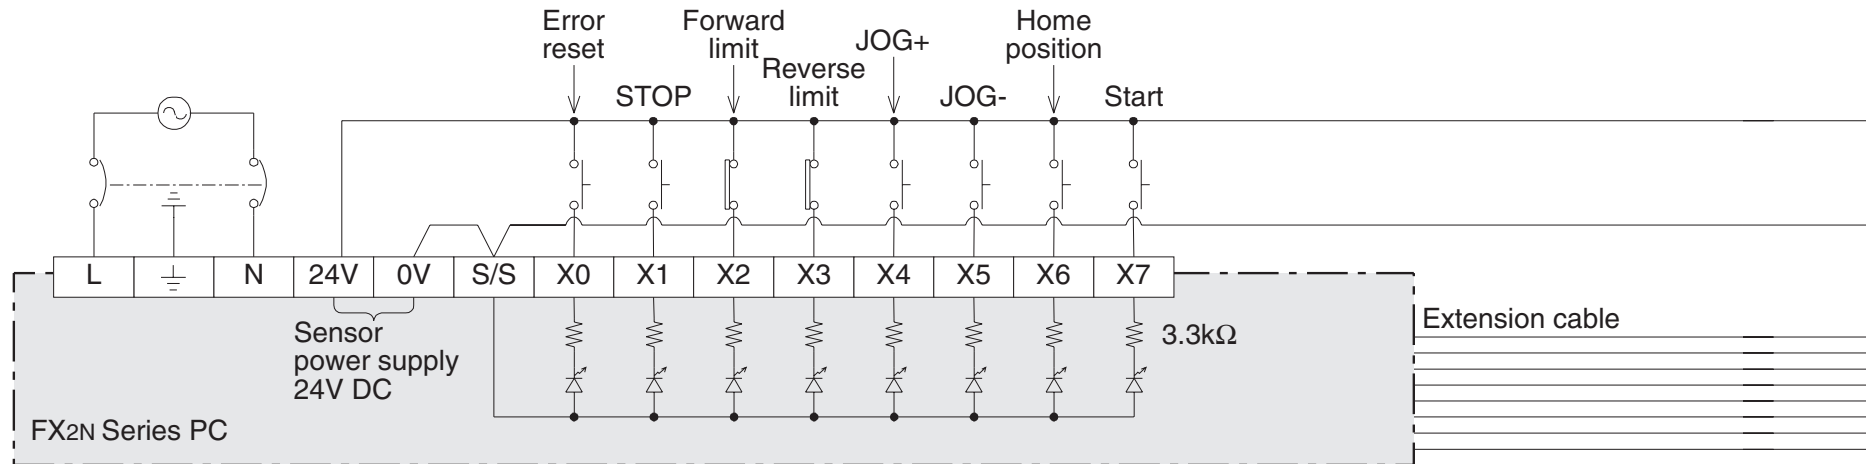 Error
reset
STOP
Forward
limit
Reverse
limit
JOG+
JOG-
Home
position
Start
L
N
24V
0V
S/S
X0
X1
X2
X3
X4
X5
X6
X7
Sensor
power supply
24V DC
3.3kΩ
Extension cable
FX2N Series PC